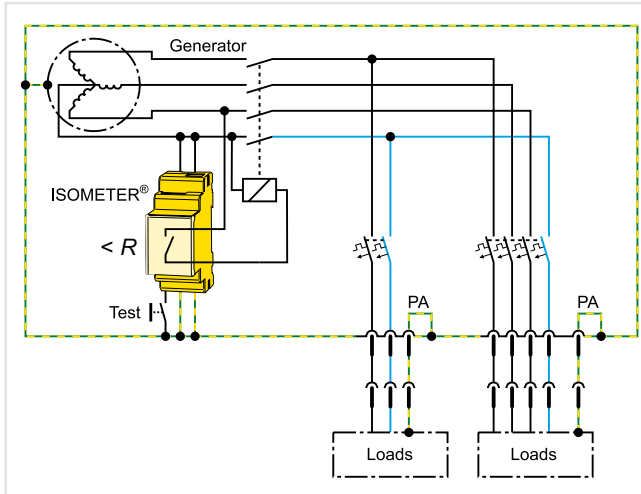 Generator
ISOMETER®
< R
Test
PA
PA
Loads
Loads